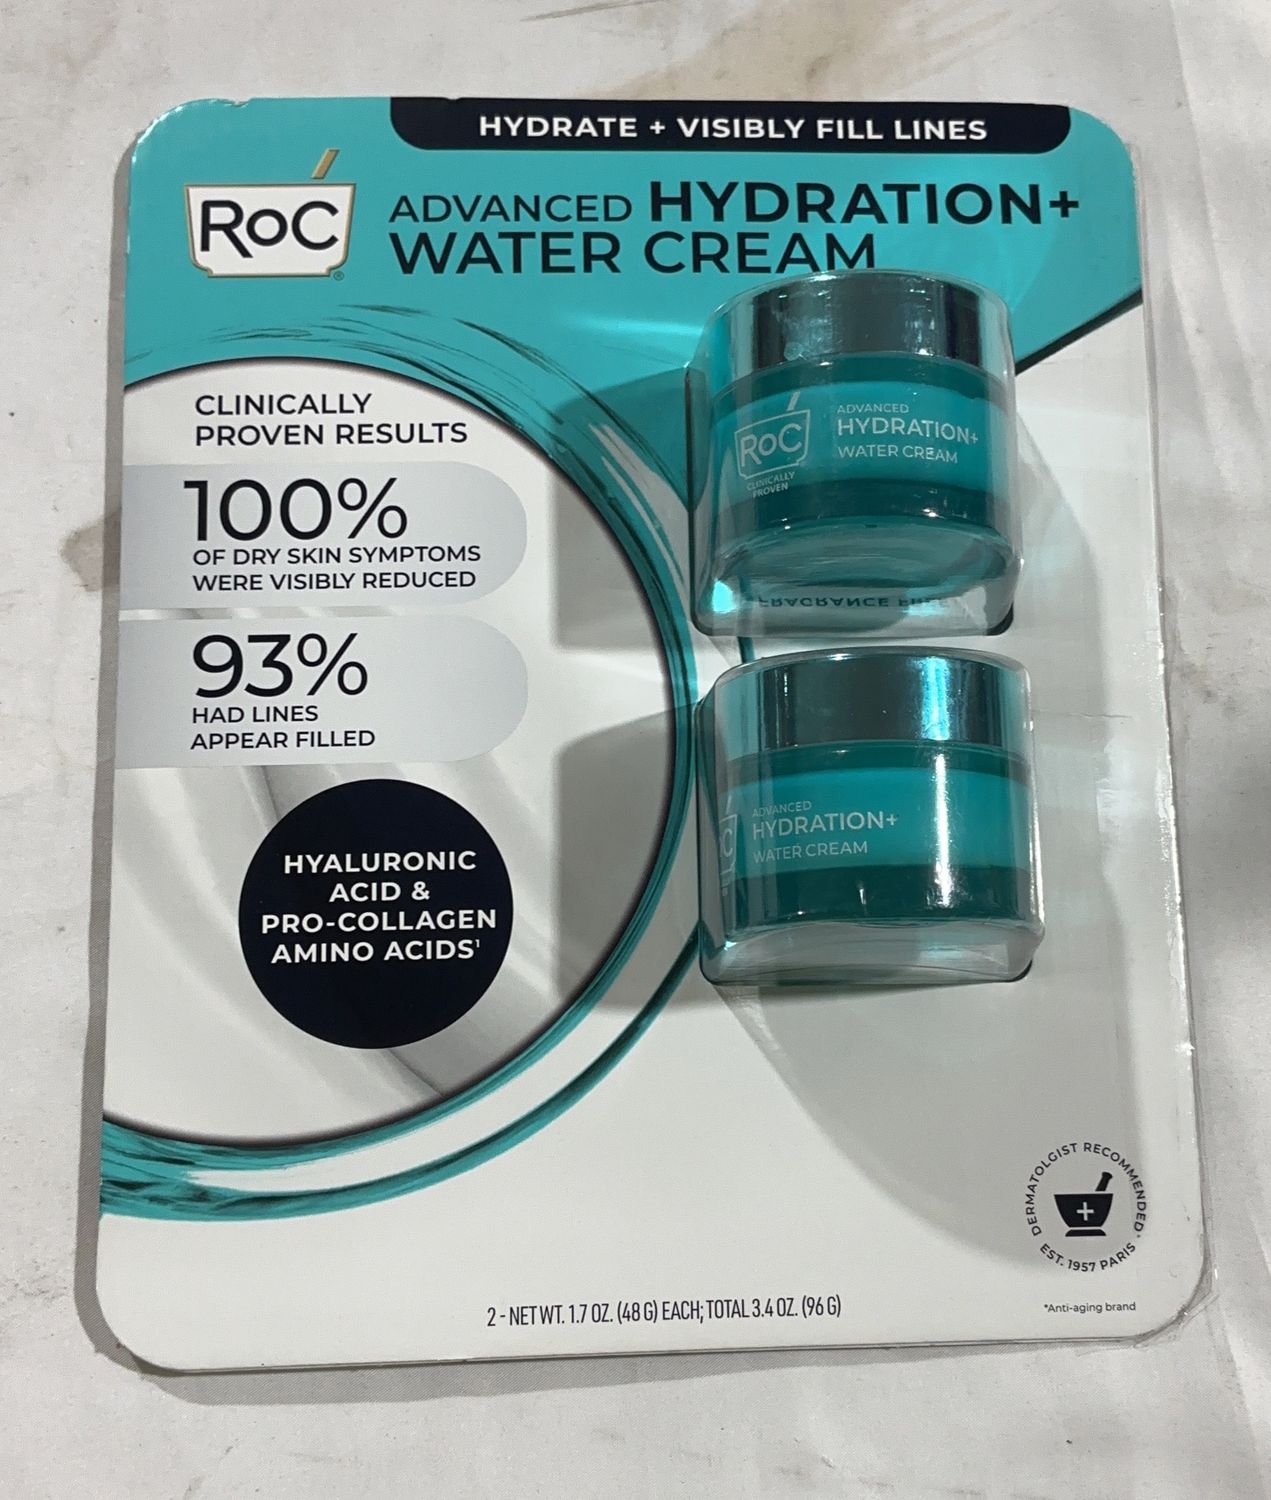 HYDRATE + VISIBLY FILL LINES
RoC®
ADVANCED HYDRATION+
WATER CREAM
CLINICALLY
PROVEN RESULTS
100%
OF DRY SKIN SYMPTOMS
WERE VISIBLY REDUCED
93%
HAD LINES
APPEAR FILLED
HYALURONIC
ACID &
PRO-COLLAGEN
AMINO ACIDS¹
RoC
CLINICALLY
PROVEN
ADVANCED
HYDRATION+
WATER CREAM
FRAGRANCE FREE
ADVANCED
HYDRATION+
WATER CREAM
DERMATOLGIST RECOMMENDED*
EST. 1957 PARIS
*Anti-aging brand
2 - NET WT. 1.7 OZ. (48 G) EACH; TOTAL 3.4 OZ. (96 G)